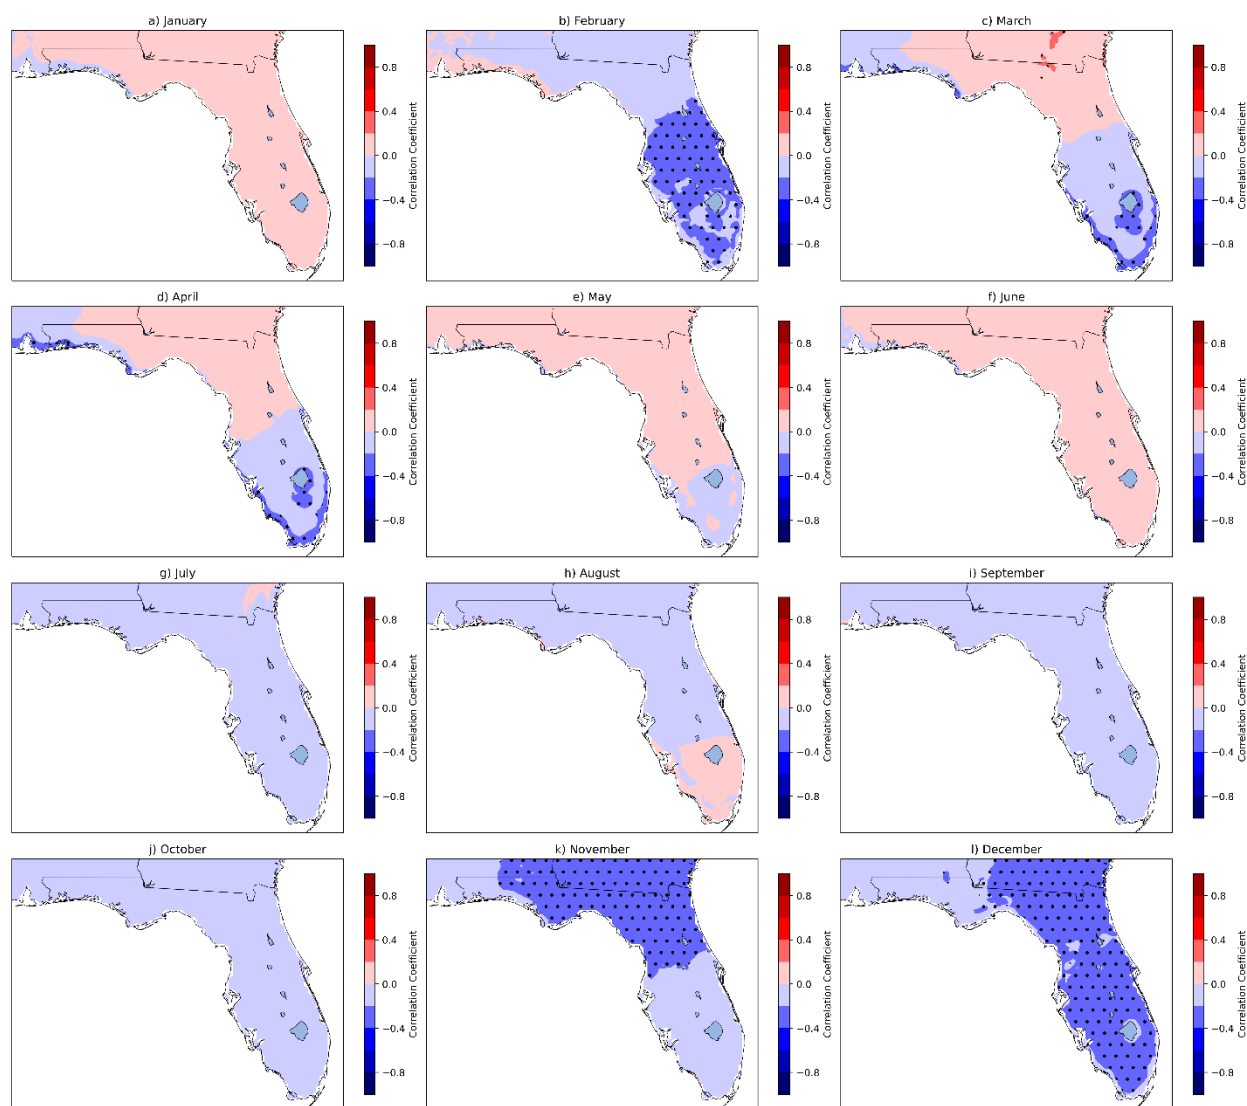 a) January
b) February
c) March
0.8
0.4
0.0
−0.4
−0.8
Correlation Coefficient
0.8
0.4
0.0
−0.4
−0.8
Correlation Coefficient
0.8
0.4
0.0
−0.4
−0.8
Correlation Coefficient
d) April
e) May
f) June
0.8
0.4
0.0
−0.4
−0.8
Correlation Coefficient
0.8
0.4
0.0
−0.4
−0.8
Correlation Coefficient
0.8
0.4
0.0
−0.4
−0.8
Correlation Coefficient
g) July
h) August
i) September
0.8
0.4
0.0
−0.4
−0.8
Correlation Coefficient
0.8
0.4
0.0
−0.4
−0.8
Correlation Coefficient
0.8
0.4
0.0
−0.4
−0.8
Correlation Coefficient
j) October
k) November
l) December
0.8
0.4
0.0
−0.4
−0.8
Correlation Coefficient
0.8
0.4
0.0
−0.4
−0.8
Correlation Coefficient
0.8
0.4
0.0
−0.4
−0.8
Correlation Coefficient